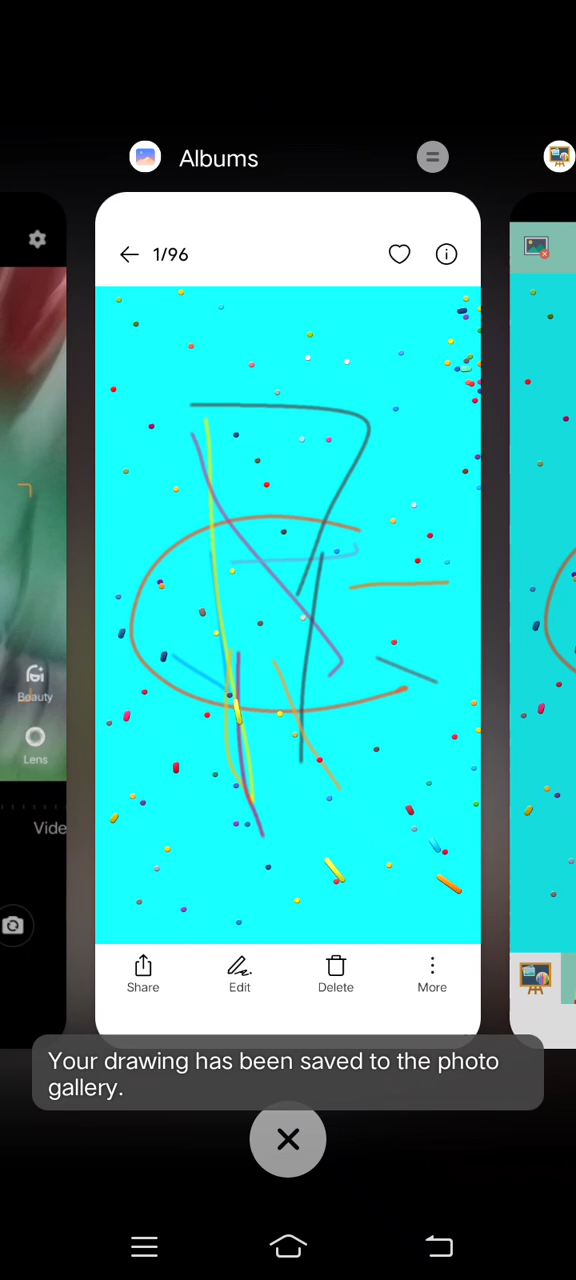 Albums
1/96
Beauty
Lens
Vide
Share
Edit
Delete
More
Your drawing has been saved to the photo
gallery.